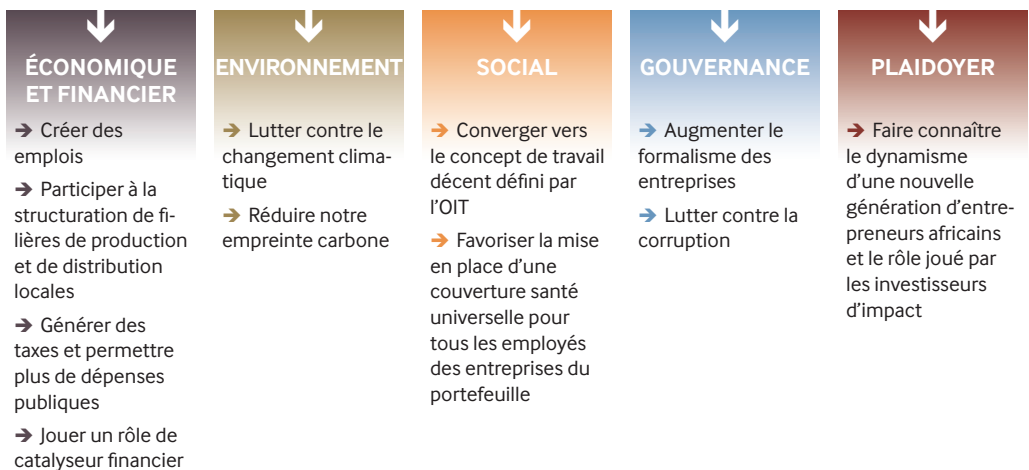 ÉCONOMIQUE
ET FINANCIER
➔ Créer des
emplois
➔ Participer à la
structuration de fi-
lières de production
et de distribution
locales
➔ Générer des
taxes et permettre
plus de dépenses
publiques
➔ Jouer un rôle de
catalyseur financier
ENVIRONNEMENT
➔ Lutter contre le
changement clima-
tique
➔ Réduire notre
empreinte carbone
SOCIAL
➔ Converger vers
le concept de travail
décent défini par
l'OIT
➔ Favoriser la mise
en place d'une
couverture santé
universelle pour
tous les employés
des entreprises du
portefeuille
GOUVERNANCE
➔ Augmenter le
formalisme des
entreprises
➔ Lutter contre la
corruption
PLAIDOYER
➔ Faire connaître
le dynamisme
d'une nouvelle
génération d'entre-
preneurs africains
et le rôle joué par
les investisseurs
d'impact